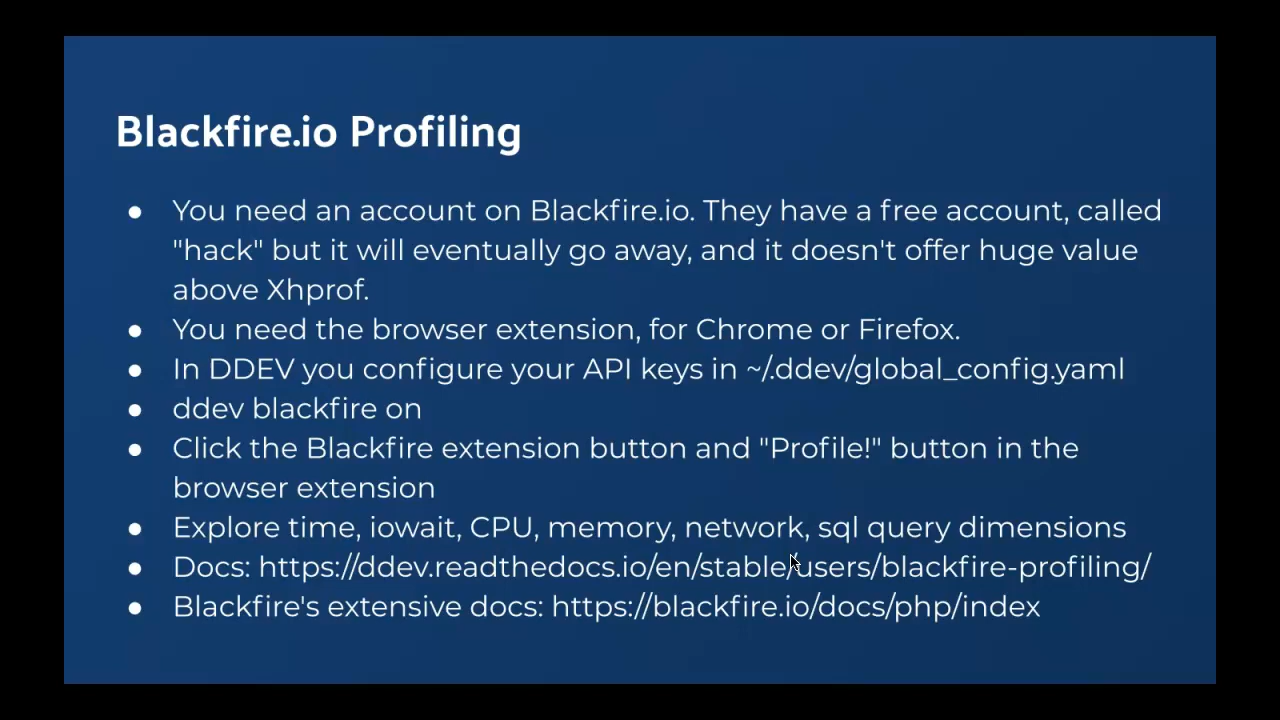 Blackfire.io Profiling
● You need an account on Blackfire.io. They have a free account, called
"hack" but it will eventually go away, and it doesn't offer huge value
above Xhprof.
● You need the browser extension, for Chrome or Firefox.
● In DDEV you configure your API keys in ~/.ddev/global_config.yaml
● ddev blackfire on
● Click the Blackfire extension button and "Profile!" button in the
browser extension
● Explore time, iowait, CPU, memory, network, sql query dimensions
● Docs: https://ddev.readthedocs.io/en/stable/users/blackfire-profiling/
● Blackfire's extensive docs: https://blackfire.io/docs/php/index